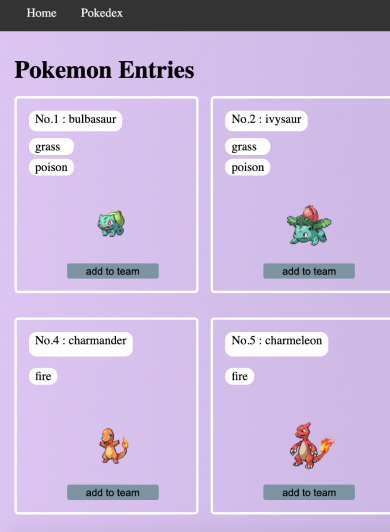 Home Pokedex
Pokemon Entries
No.1 : bulbasaur
grass
poison
add to team
No.2 : ivysaur
grass
poison
add to team
No.4 : charmander
fire
add to team
No.5 : charmeleon
fire
add to team